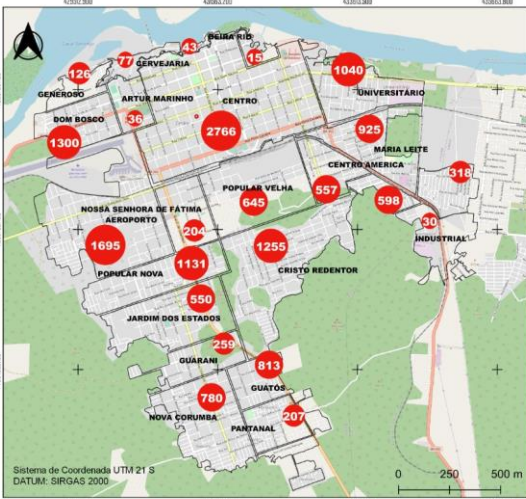 43
BEIRA RIO
15
77
CERVEJARIA
126
1040
GENEROSO
ARTUR MARINHO
CENTRO
UNIVERSITÁRIO
36
DOM BOSCO
2766
925
1300
MARIA LEITE
CENTRO AMERICA
318
POPULAR VELHA
557
645
598
NOSSA SENHORA DE FÁTIMA
AEROPORTO
204
30
INDUSTRIAL
1695
1255
1131
CRISTO REDENTOR
POPULAR NOVA
550
JARDIM DOS ESTADOS
259
GUARANI
813
GUATÓS
780
NOVA CORUMBA
207
PANTANAL
Sistema de Coordenada UTM 21 S
DATUM: SIRGAS 2000
0 250 500 m